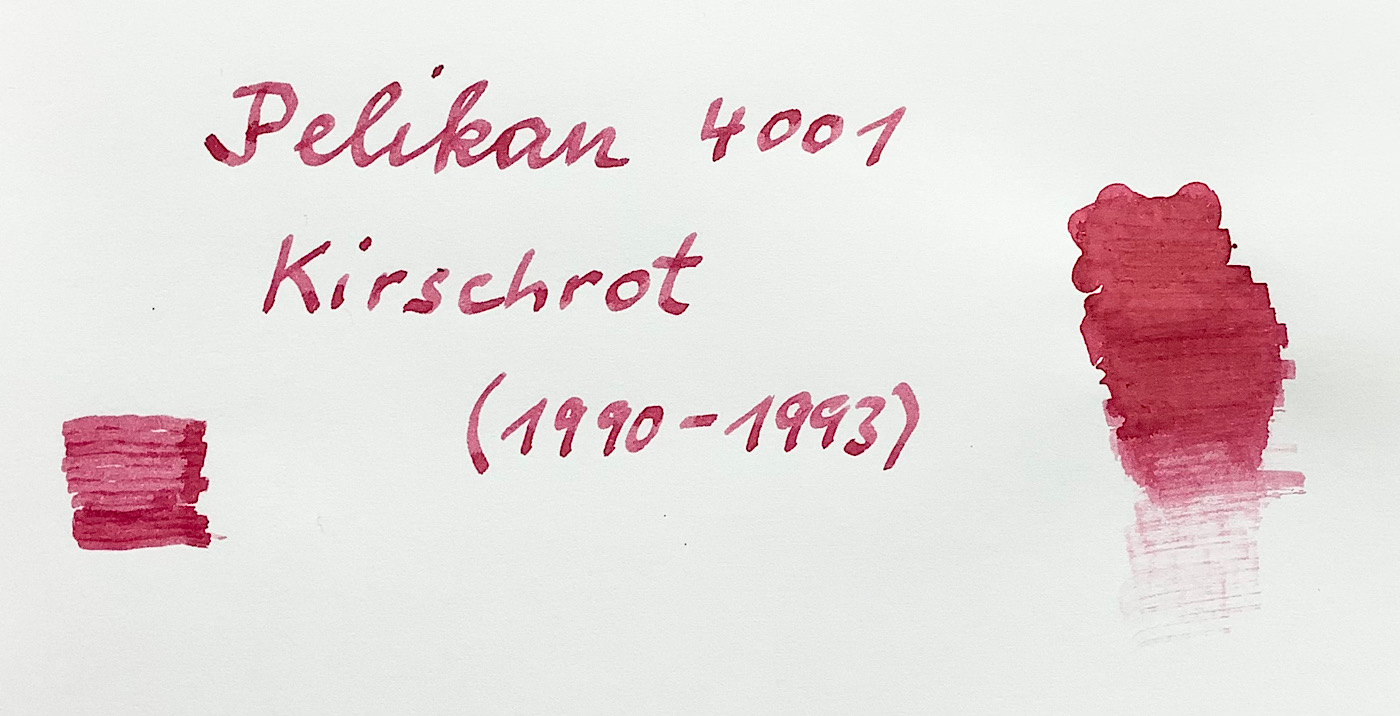 Pelikan 4001
Kirschrot
(1990-1993)